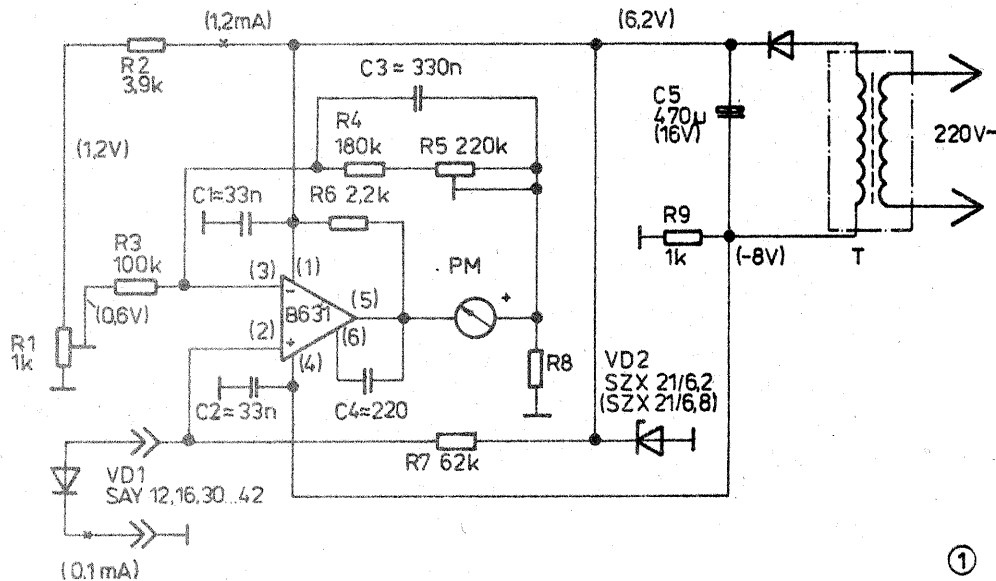 (1,2mA)
(6,2V)
R2
3,9k
C3 = 330n
C5
470µ
(16V)
220V~
R4
180k
R5 220k
(1,2V)
C1=33n
R6 2,2k
R9
1k
(-8V)
T
R3
100k
(3)
(1)
PM
+
(0,6V)
-
B631
(5)
(2)
(6)
R1
1k
+
(4)
R8
VD2
SZX 21/6,2
(SZX 21/6,8)
C2=33n
C4=220
R7 62k
VD1
SAY 12,16,30...42
(0,1mA)
1